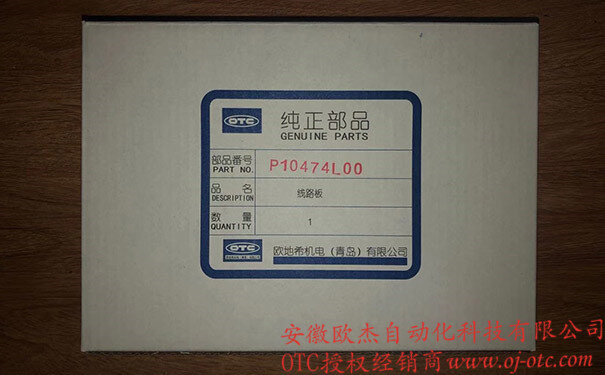 OTC 纯正部品
GENUINE PARTS
部品番号
PART NO. P10474L00
品 名
DESCRIPTION 线路板
数 量
QUANTITY 1
OTC 欧地希机电（青岛）有限公司
安徽欧杰自动化科技有限公司
OTC授权经销商www.oj-otc.com